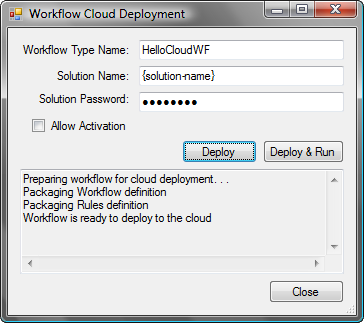 Workflow Cloud Deployment
Workflow Type Name: HelloCloudWF
Solution Name: {solution-name}
Solution Password: ●●●●●●●●
Allow Activation
Deploy Deploy & Run
Preparing workflow for cloud deployment. . .
Packaging Workflow definition
Packaging Rules definition
Workflow is ready to deploy to the cloud
Close